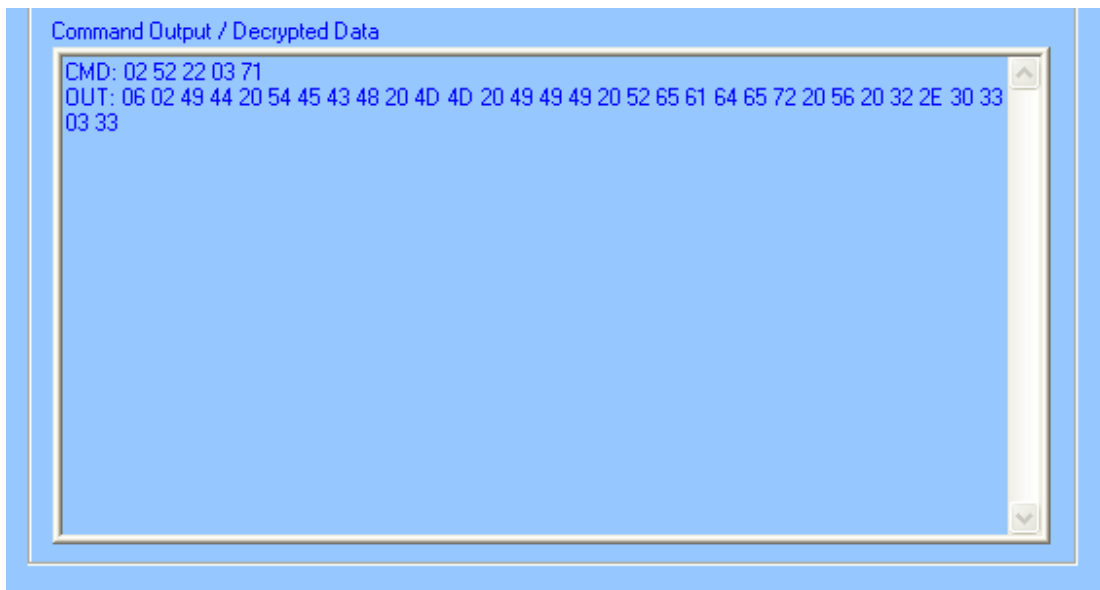 Command Output / Decrypted Data
CMD: 02 52 22 03 71
OUT: 06 02 49 44 20 54 45 43 48 20 4D 4D 20 49 49 49 20 52 65 61 64 65 72 20 56 20 32 2E 30 33
03 33